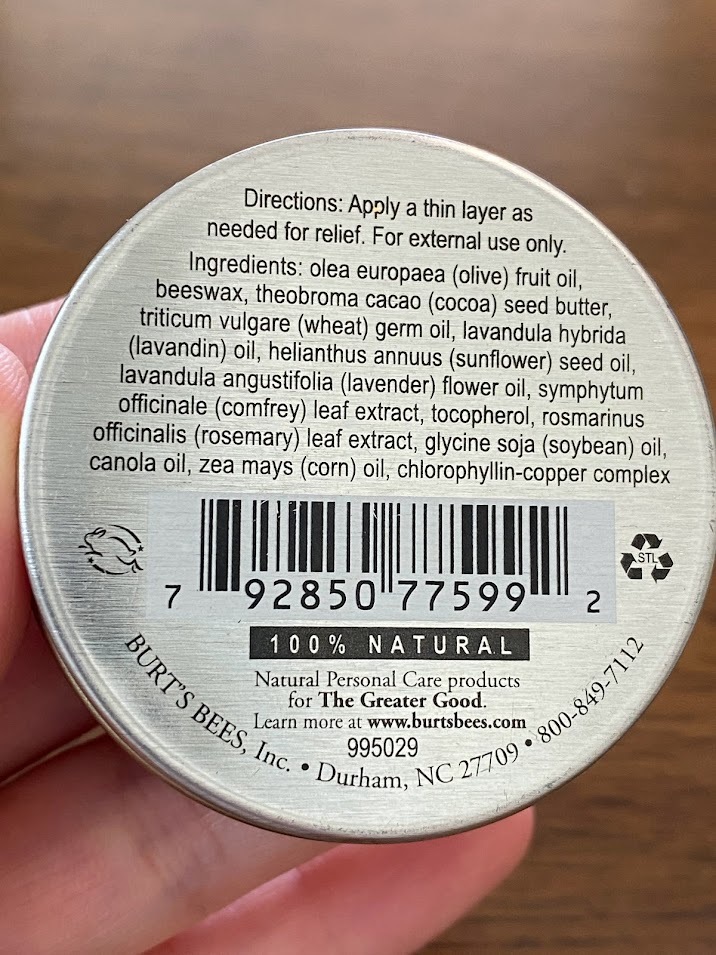 Directions: Apply a thin layer as
needed for relief. For external use only.
Ingredients: olea europaea (olive) fruit oil,
beeswax, theobroma cacao (cocoa) seed butter,
triticum vulgare (wheat) germ oil, lavandula hybrida
(lavandin) oil, helianthus annuus (sunflower) seed oil,
lavandula angustifolia (lavender) flower oil, symphytum
officinale (comfrey) leaf extract, tocopherol, rosmarinus
officinalis (rosemary) leaf extract, glycine soja (soybean) oil,
canola oil, zea mays (corn) oil, chlorophyllin-copper complex
STL
7 92850 77599 2
100% NATURAL
Natural Personal Care products
for The Greater Good.
Learn more at www.burtsbees.com
995029
BURT'S BEES, Inc. • Durham, NC 27709 • 800-849-7112